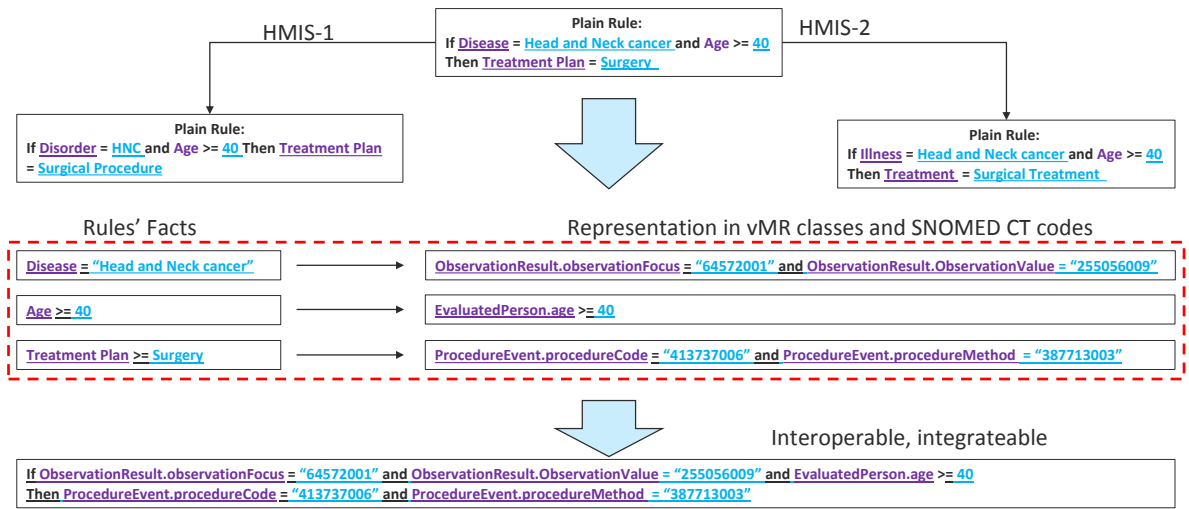 HMIS-1
Plain Rule:
If Disease = Head and Neck cancer and Age >= 40
Then Treatment Plan = Surgery
HMIS-2
Plain Rule:
If Disorder = HNC and Age >= 40 Then Treatment Plan
= Surgical Procedure
Plain Rule:
If Illness = Head and Neck cancer and Age >= 40
Then Treatment = Surgical Treatment
Rules’ Facts
Representation in vMR classes and SNOMED CT codes
Disease = “Head and Neck cancer”
ObservationResult.observationFocus = “64572001” and ObservationResult.ObservationValue = “255056009”
Age >= 40
EvaluatedPerson.age >= 40
Treatment Plan >= Surgery
ProcedureEvent.procedureCode = “413737006” and ProcedureEvent.procedureMethod = “387713003”
Interoperable, integrateable
If ObservationResult.observationFocus = “64572001” and ObservationResult.ObservationValue = “255056009” and EvaluatedPerson.age >= 40
Then ProcedureEvent.procedureCode = “413737006” and ProcedureEvent.procedureMethod = “387713003”